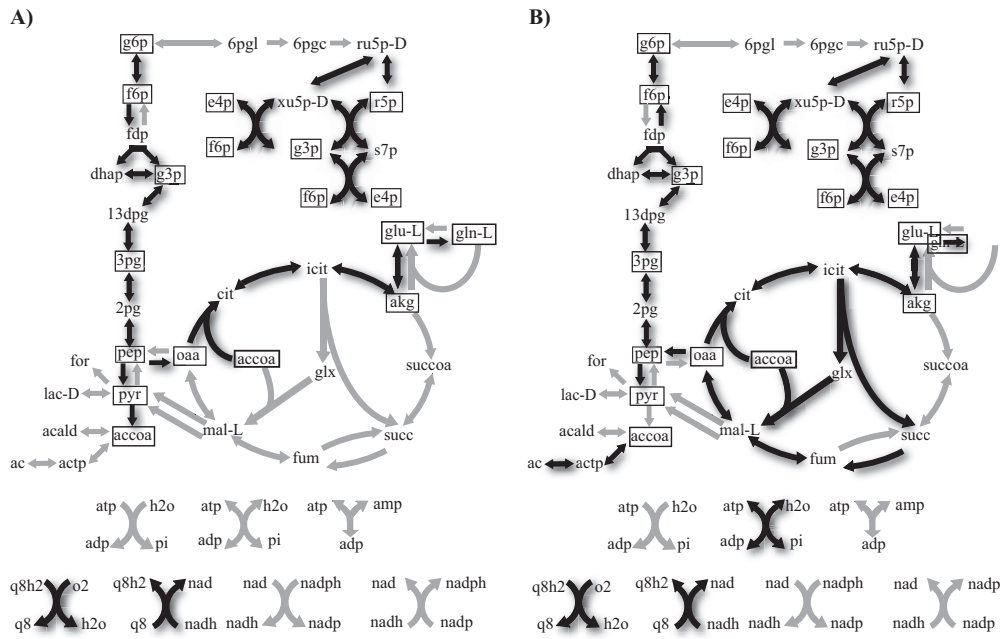 A)
g6p 6pgl 6pgc ru5p-D
f6p e4p xu5p-D r5p
fdp f6p g3p s7p
dhap g3p
f6p e4p
13dpg
glu-L gln-L
3pg icit
cit akg
2pg
pep oaa accoa
for glx succoa
lac-D pyr
acald accoa mal-L succ
ac actp fum
atp h2o atp h2o atp amp
adp pi adp pi adp
q8h2 o2 q8h2 nad nad nadph nad nadph
q8 h2o q8 nadh nadh nadp nadh nadp
B)
g6p 6pgl 6pgc ru5p-D
f6p e4p xu5p-D r5p
fdp f6p g3p s7p
dhap g3p
f6p e4p
13dpg
glu-L
gln-L
3pg icit
cit akg
2pg
pep oaa accoa
for glx succoa
lac-D pyr
acald accoa mal-L succ
ac actp fum
atp h2o atp h2o atp amp
adp pi adp pi adp
q8h2 o2 q8h2 nad nad nadph nad nadph
q8 h2o q8 nadh nadh nadp nadh nadp